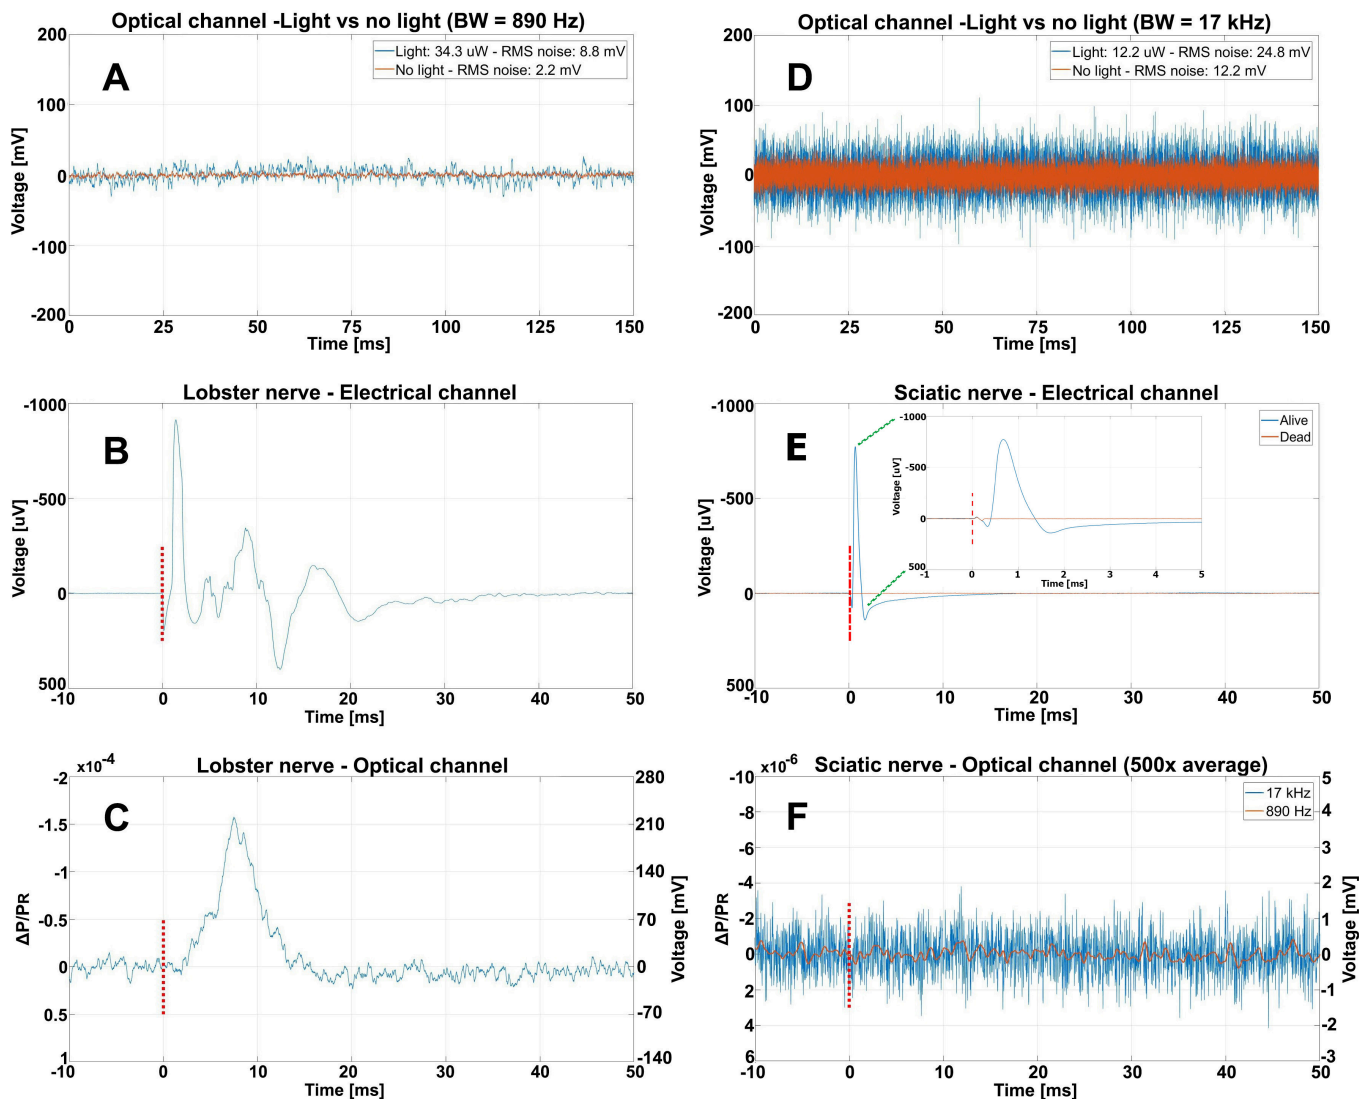 Optical channel -Light vs no light (BW = 890 Hz)
A
Light: 34.3 uW - RMS noise: 8.8 mV
No light - RMS noise: 2.2 mV
Voltage [mV]
200
100
0
-100
-200
0 25 50 75 100 125 150
Time [ms]
Optical channel -Light vs no light (BW = 17 kHz)
D
Light: 12.2 uW - RMS noise: 24.8 mV
No light - RMS noise: 12.2 mV
Voltage [mV]
200
100
0
-100
-200
0 25 50 75 100 125 150
Time [ms]
Lobster nerve - Electrical channel
B
Voltage [uV]
-1000
-500
0
500
-10 0 10 20 30 40 50
Time [ms]
Sciatic nerve - Electrical channel
E
Alive
Dead
Voltage [uV]
-1000
-500
0
500
-10 0 10 20 30 40 50
Time [ms]
Voltage [uV]
-1000
-500
0
500
-1 0 1 2 3 4 5
Time [ms]
Lobster nerve - Optical channel
C
×10-4
ΔP/PR
-2
-1.5
-1
-0.5
0
0.5
1
Voltage [mV]
280
210
140
70
0
-70
-140
-10 0 10 20 30 40 50
Time [ms]
Sciatic nerve - Optical channel (500x average)
F
17 kHz
890 Hz
×10-6
ΔP/PR
-10
-8
-6
-4
-2
0
2
4
6
Voltage [mV]
5
4
3
2
1
0
-1
-2
-3
-10 0 10 20 30 40 50
Time [ms]